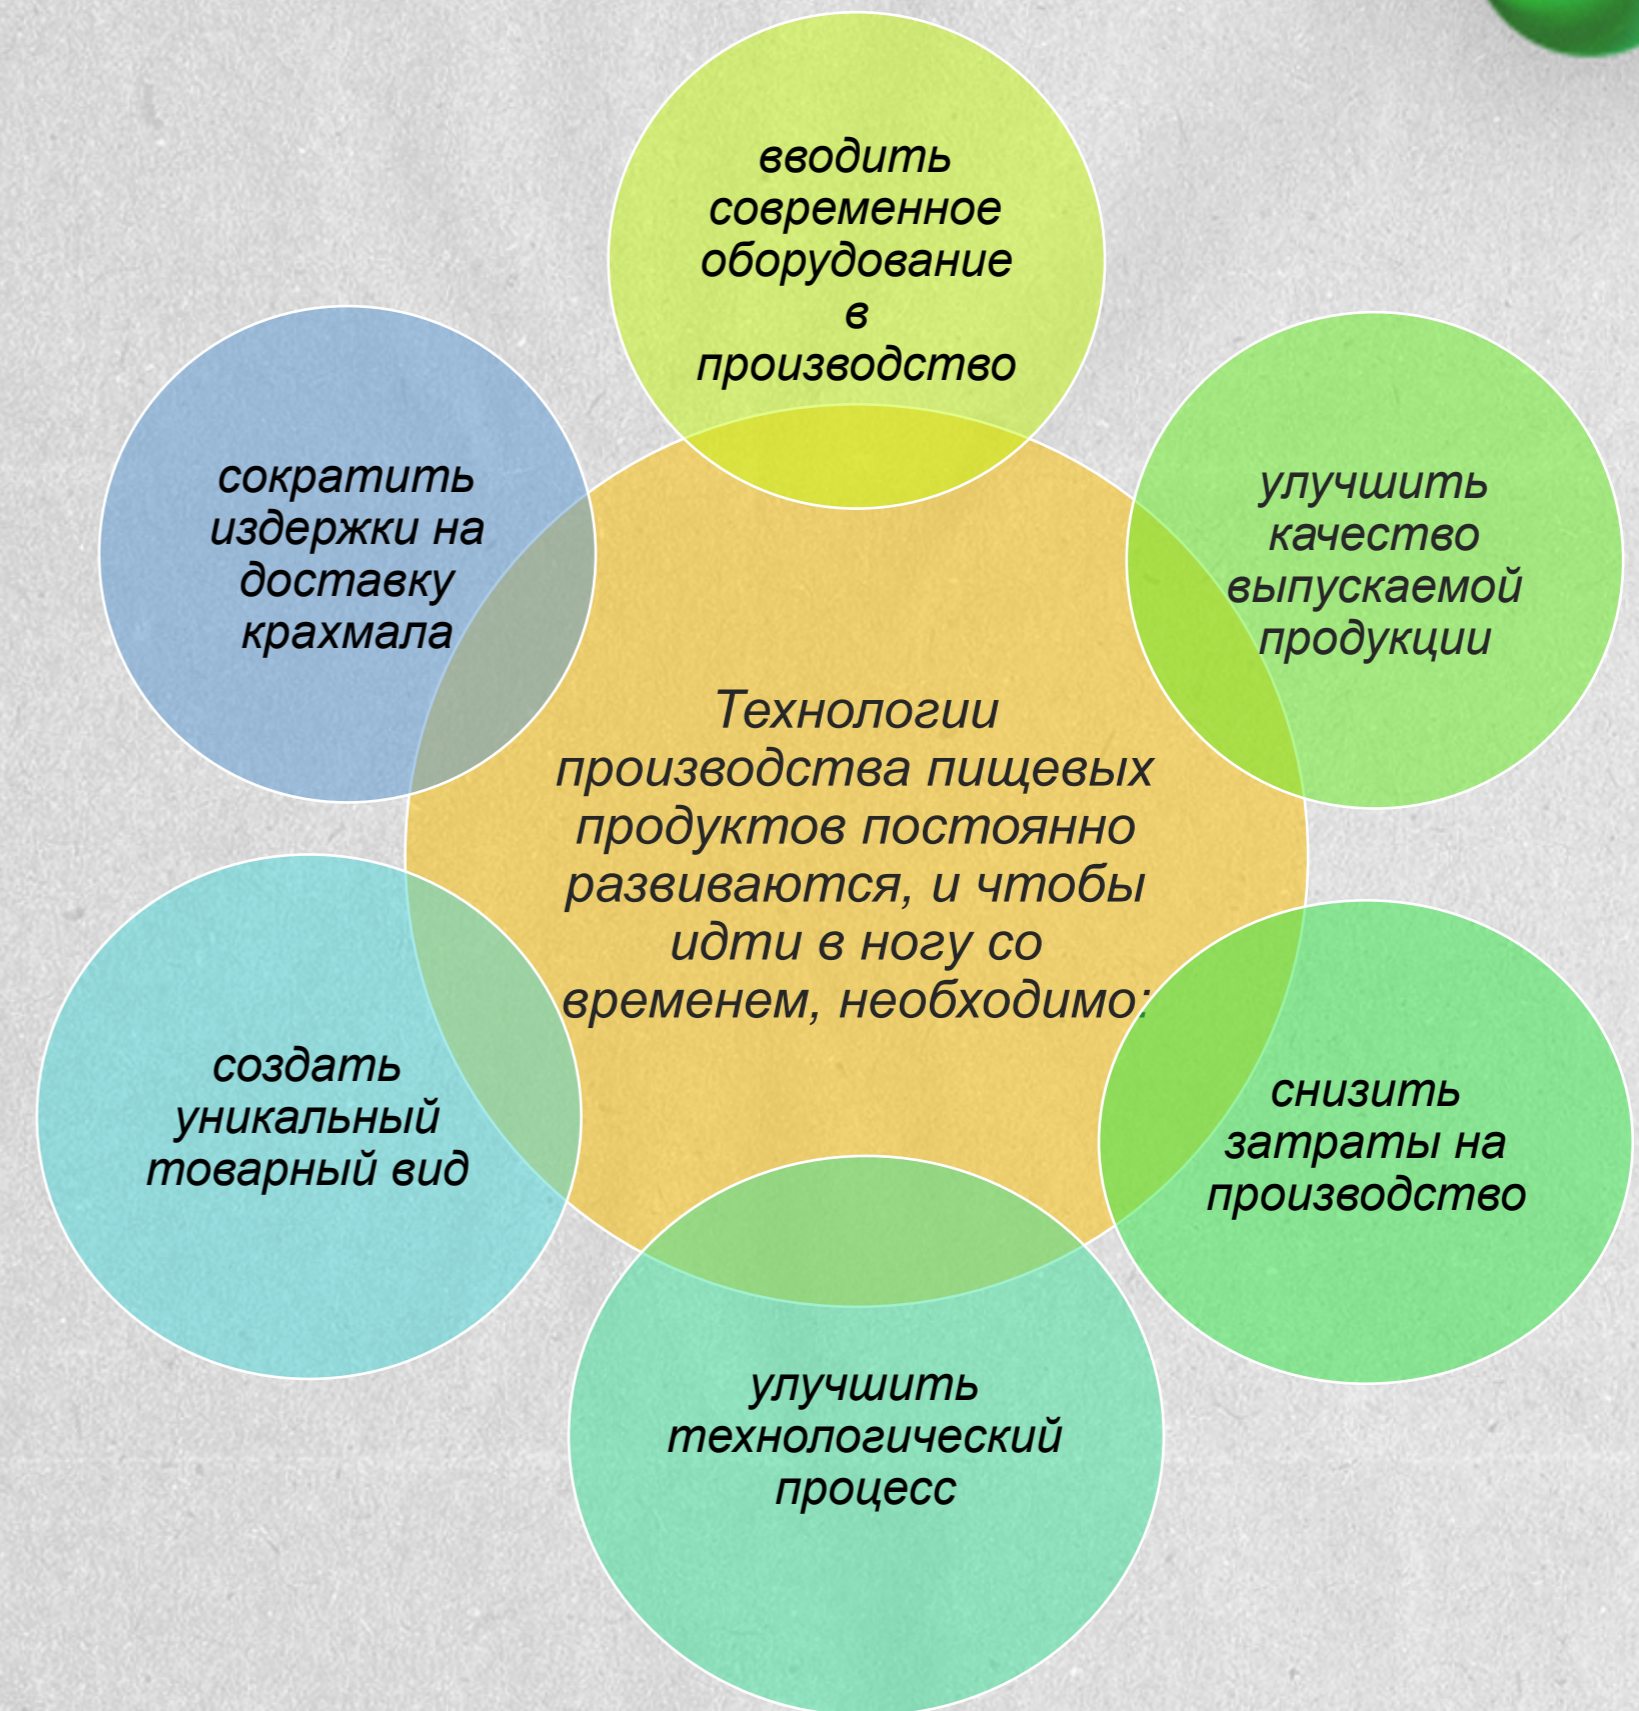 вводить
современное
оборудование
в
производство
улучшить
качество
выпускаемой
продукции
снизить
затраты на
производство
улучшить
технологический
процесс
создать
уникальный
товарный вид
сократить
издержки на
доставку
крахмала
Технологии
производства пищевых
продуктов постоянно
развиваются, и чтобы
идти в ногу со
временем, необходимо: